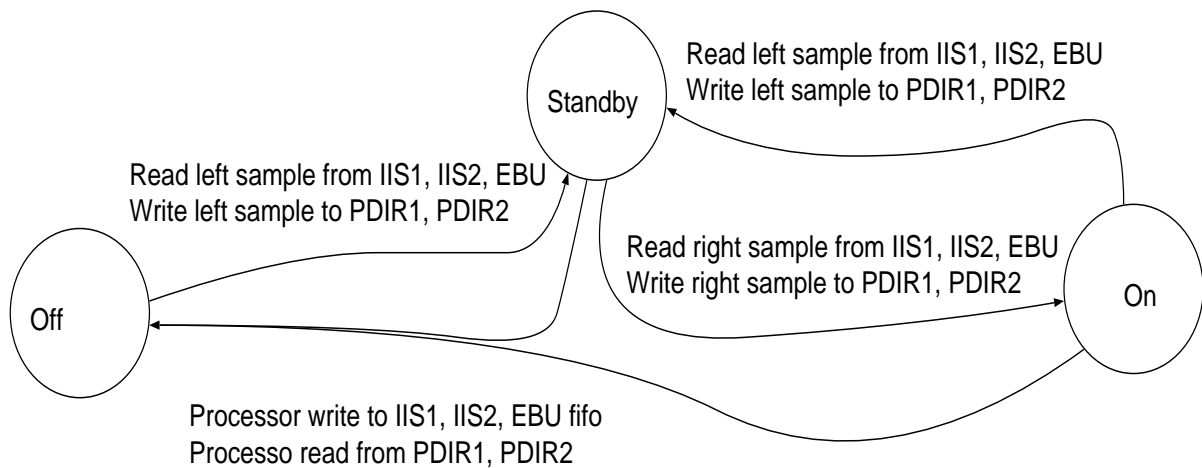 Read left sample from IIS1, IIS2, EBU
Write left sample to PDIR1, PDIR2
Standby
Read left sample from IIS1, IIS2, EBU
Write left sample to PDIR1, PDIR2
Read right sample from IIS1, IIS2, EBU
Write right sample to PDIR1, PDIR2
On
Off
Processor write to IIS1, IIS2, EBU fifo
Processo read from PDIR1, PDIR2